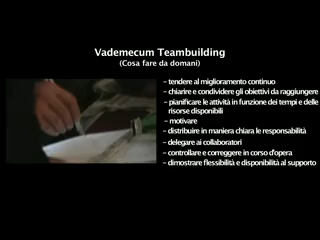 Vademecum Teambuilding
(Cosa fare da domani)
- tendere al miglioramento continuo
- chiarire e condividere gli obiettivi da raggiungere
- pianificare le attività in funzione dei tempi e delle
risorse disponibili
- motivare
- distribuire in maniera chiara le responsabilità
- delegare ai collaboratori
- controllare e correggere in corso d'opera
- dimostrare flessibilità e disponibilità al supporto